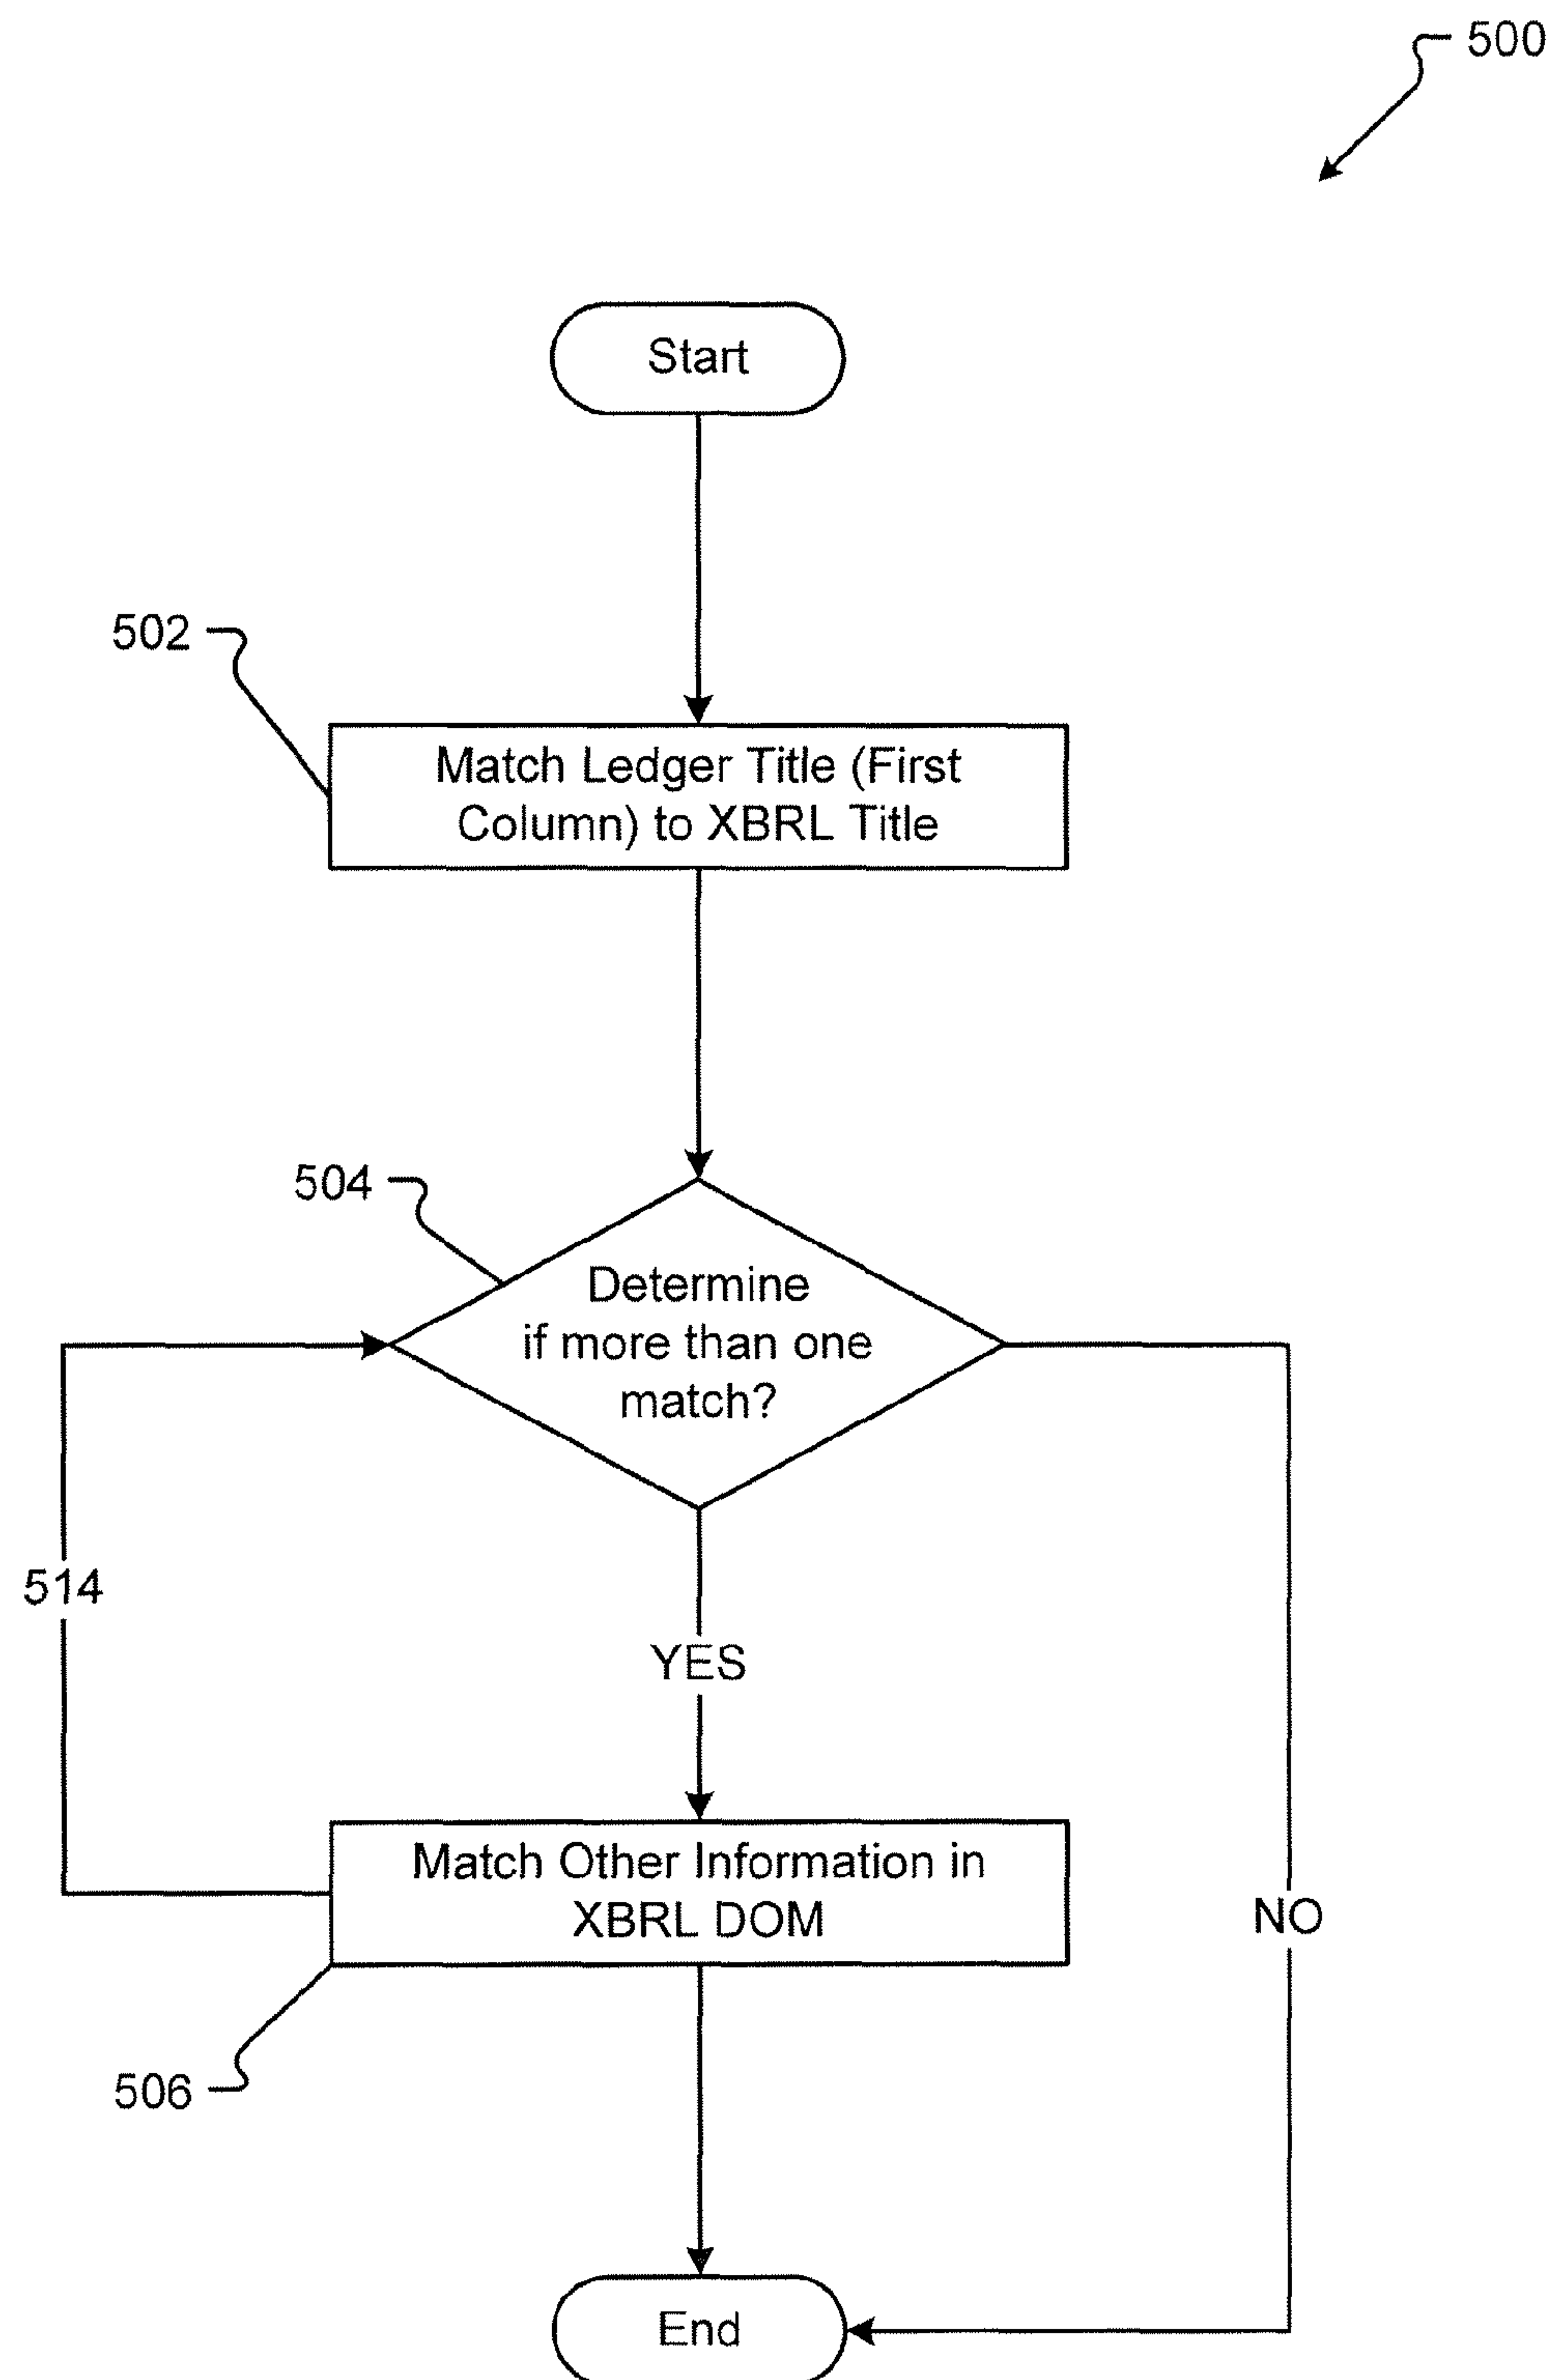 500
Start
502
Match Ledger Title (First
Column) to XBRL Title
504
Determine
if more than one
match?
514
YES
Match Other Information in
XBRL DOM
NO
506
End